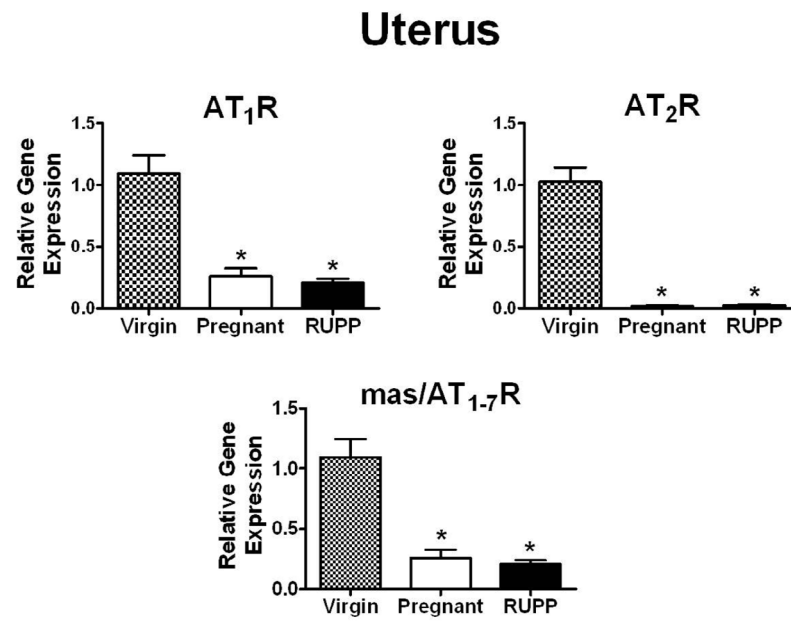 Uterus
AT1R
Relative Gene
Expression
1.5
1.0
0.5
0.0
*
*
Virgin Pregnant RUPP
AT2R
Relative Gene
Expression
1.5
1.0
0.5
0.0
*
*
Virgin Pregnant RUPP
mas/AT1-7R
Relative Gene
Expression
1.5
1.0
0.5
0.0
*
*
Virgin Pregnant RUPP